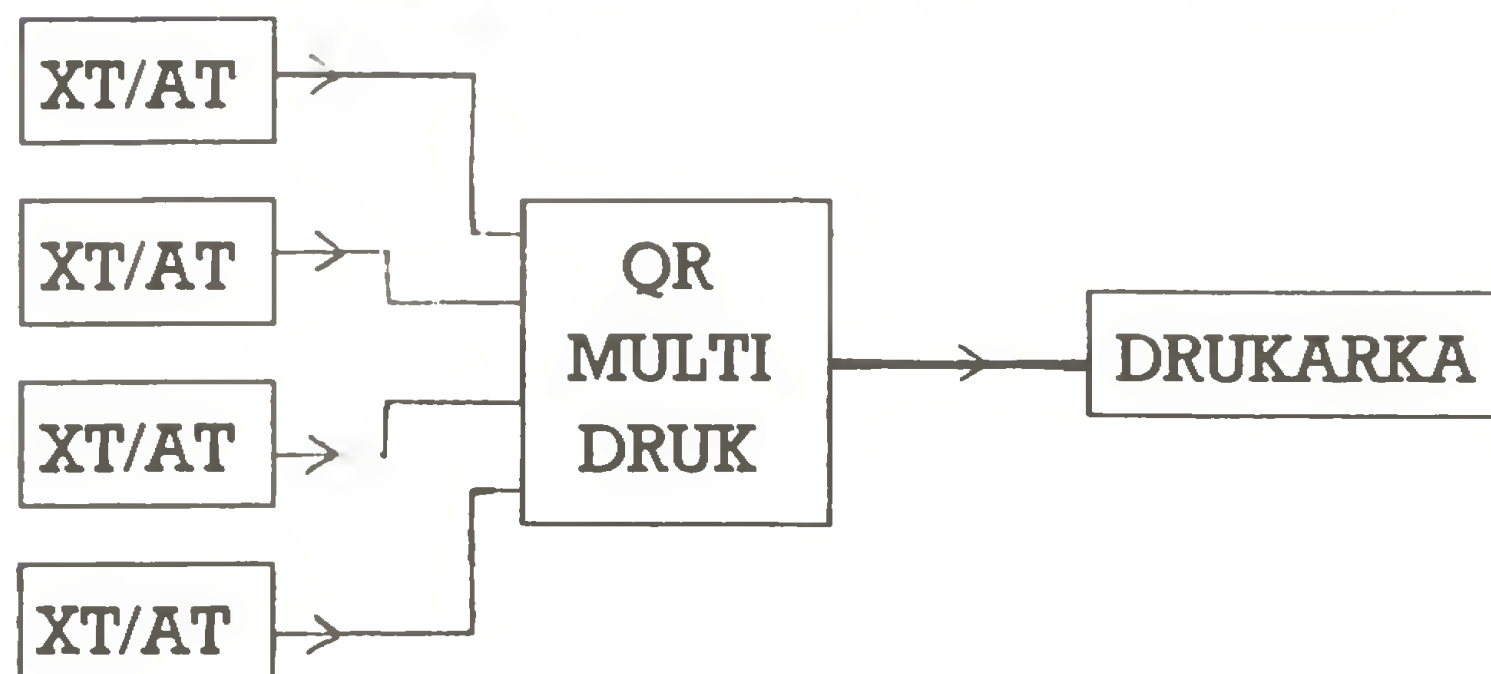 XT/AT
XT/AT
XT/AT
XT/AT
QR
MULTI
DRUK
DRUKARKA